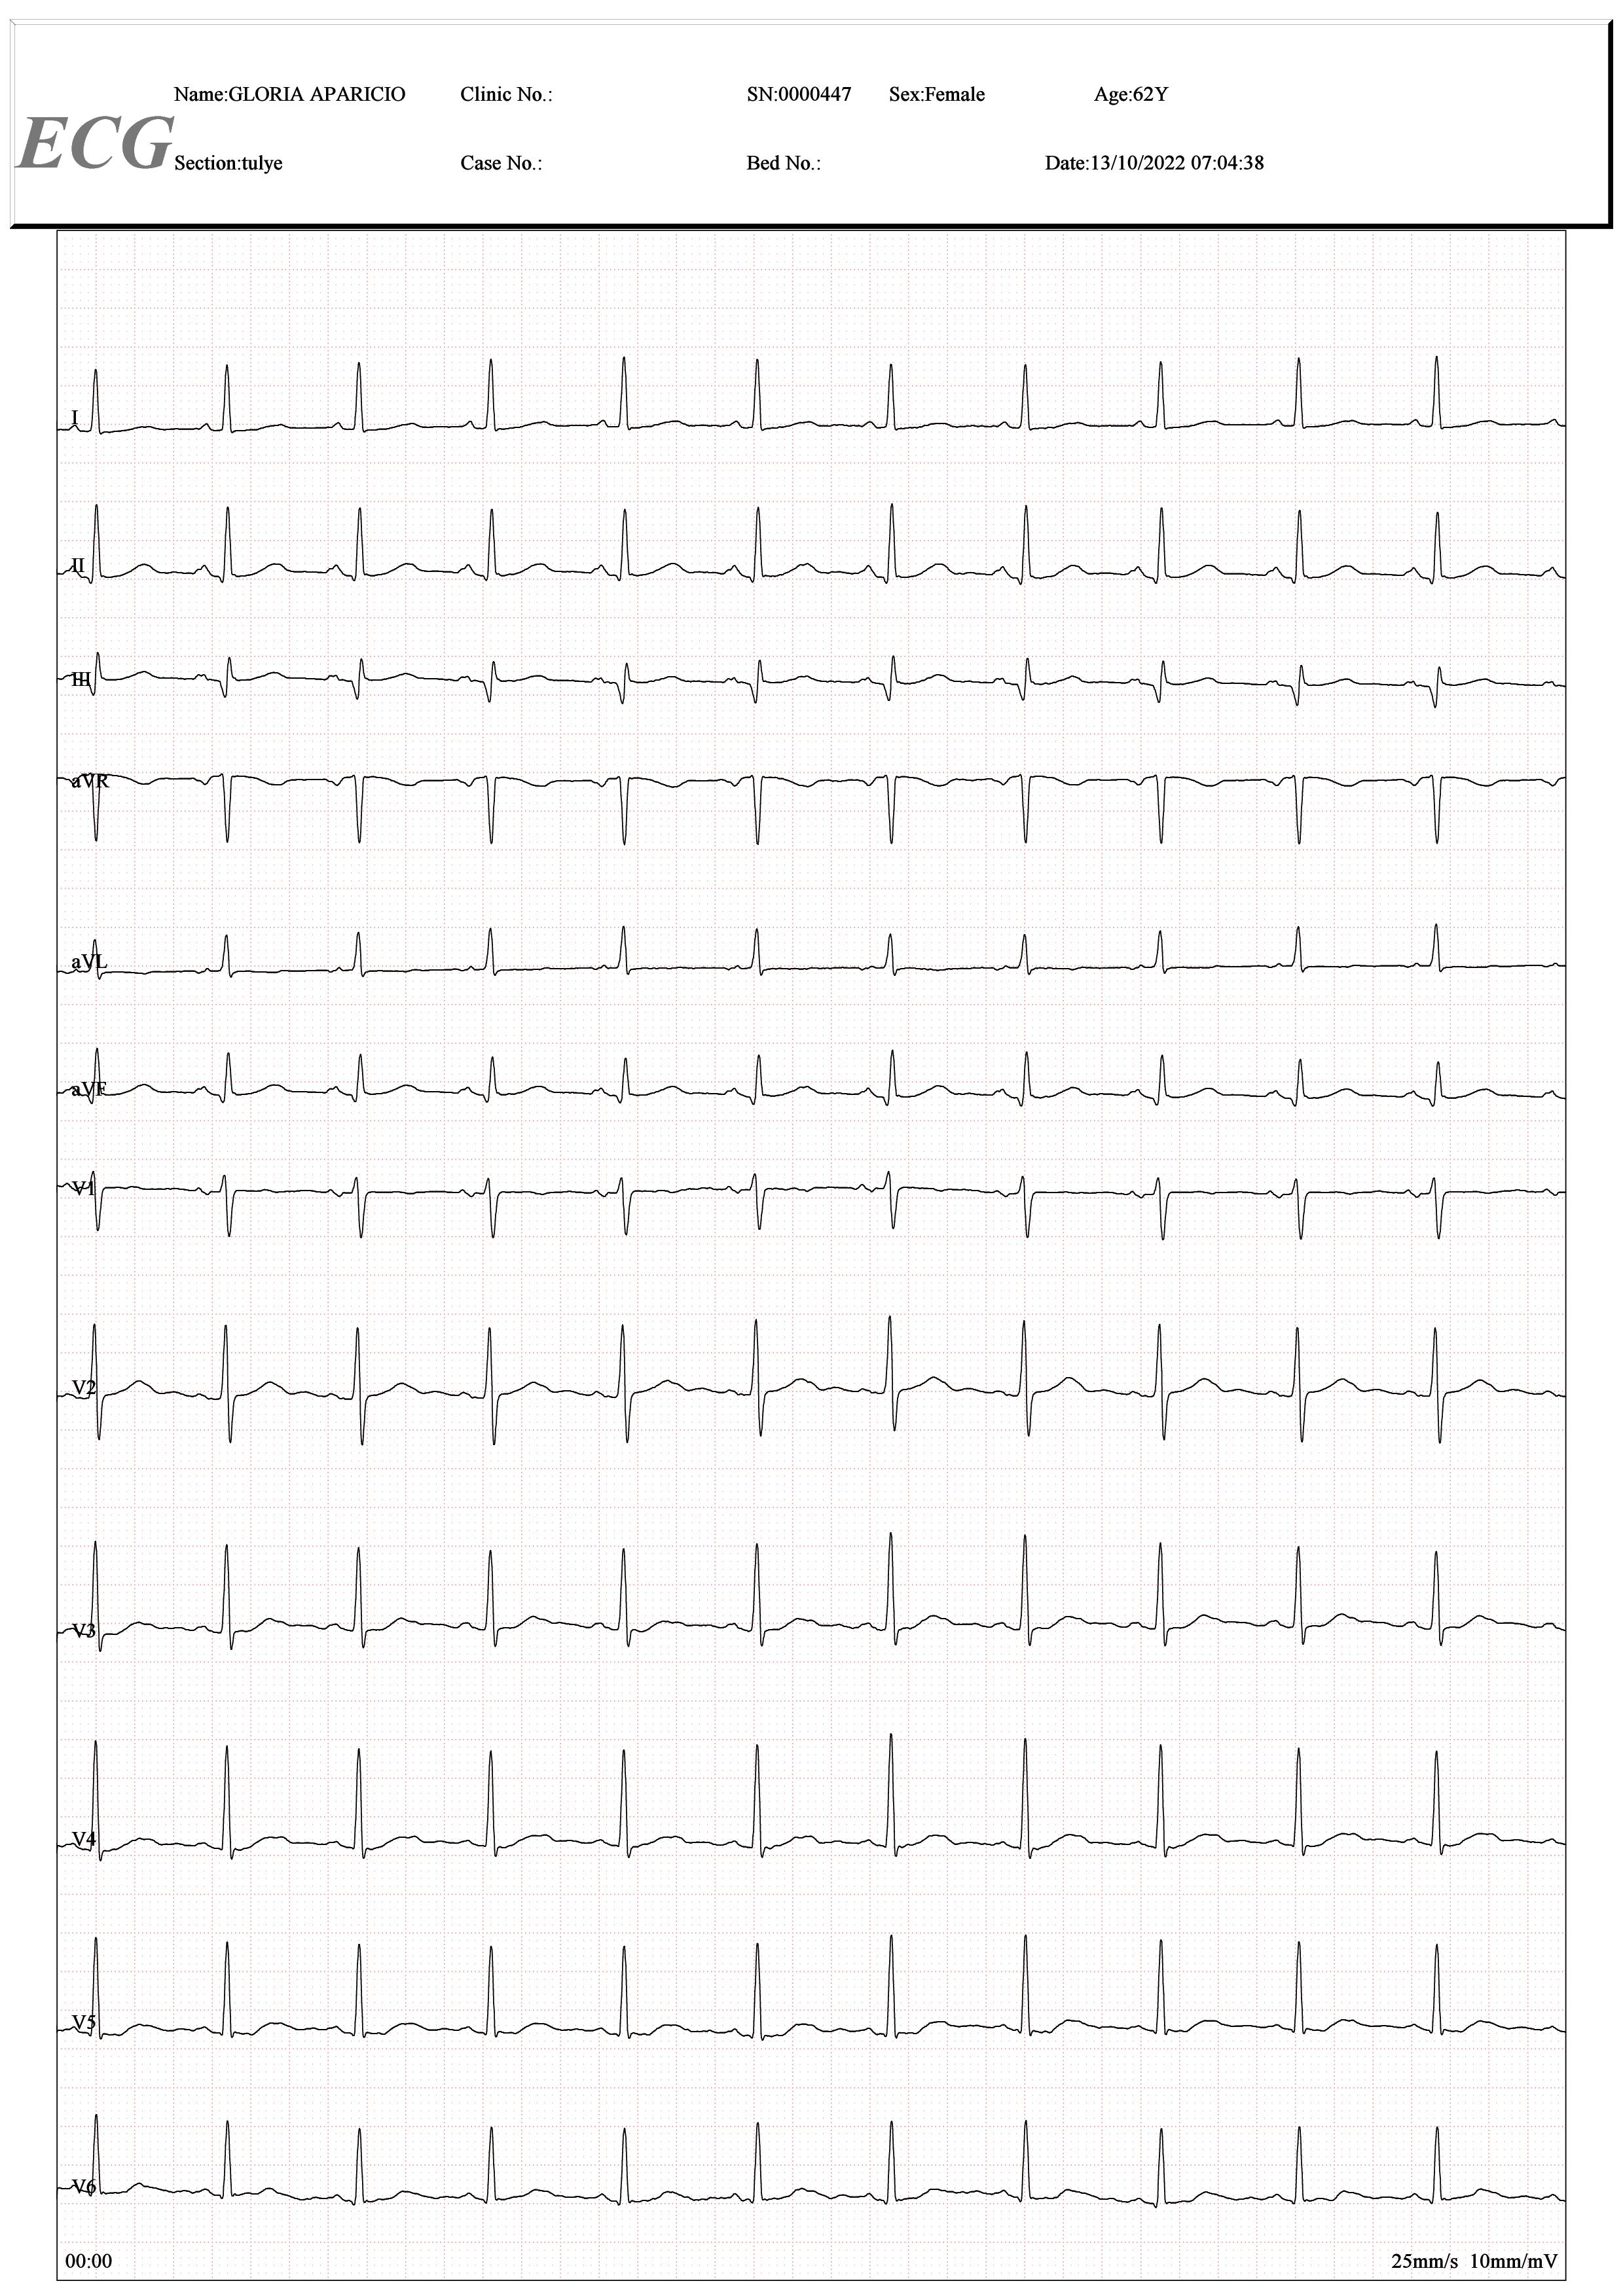 ECG
Name:GLORIA APARICIO Clinic No.: SN:0000447 Sex:Female Age:62Y
Section:tulye Case No.: Bed No.: Date:13/10/2022 07:04:38
I
II
III
aVR
aVL
aVF
V1
V2
V3
V4
V5
V6
00:00 25mm/s 10mm/mV